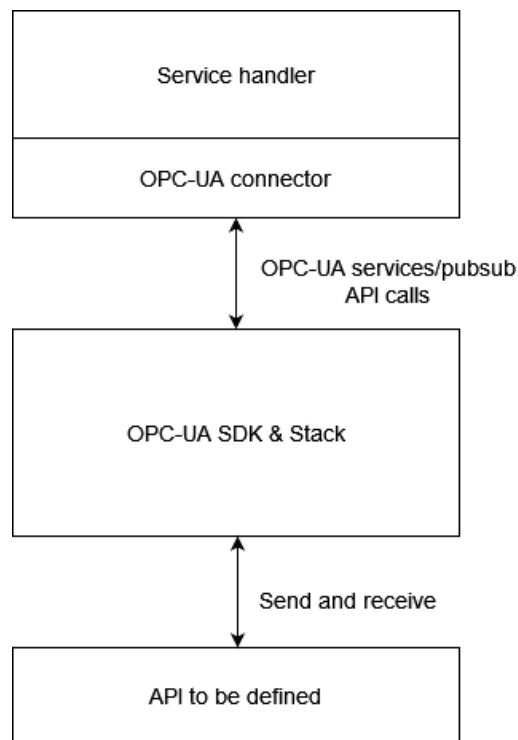 Service handler
OPC-UA connector
OPC-UA services/pubsub
API calls
OPC-UA SDK & Stack
Send and receive
API to be defined